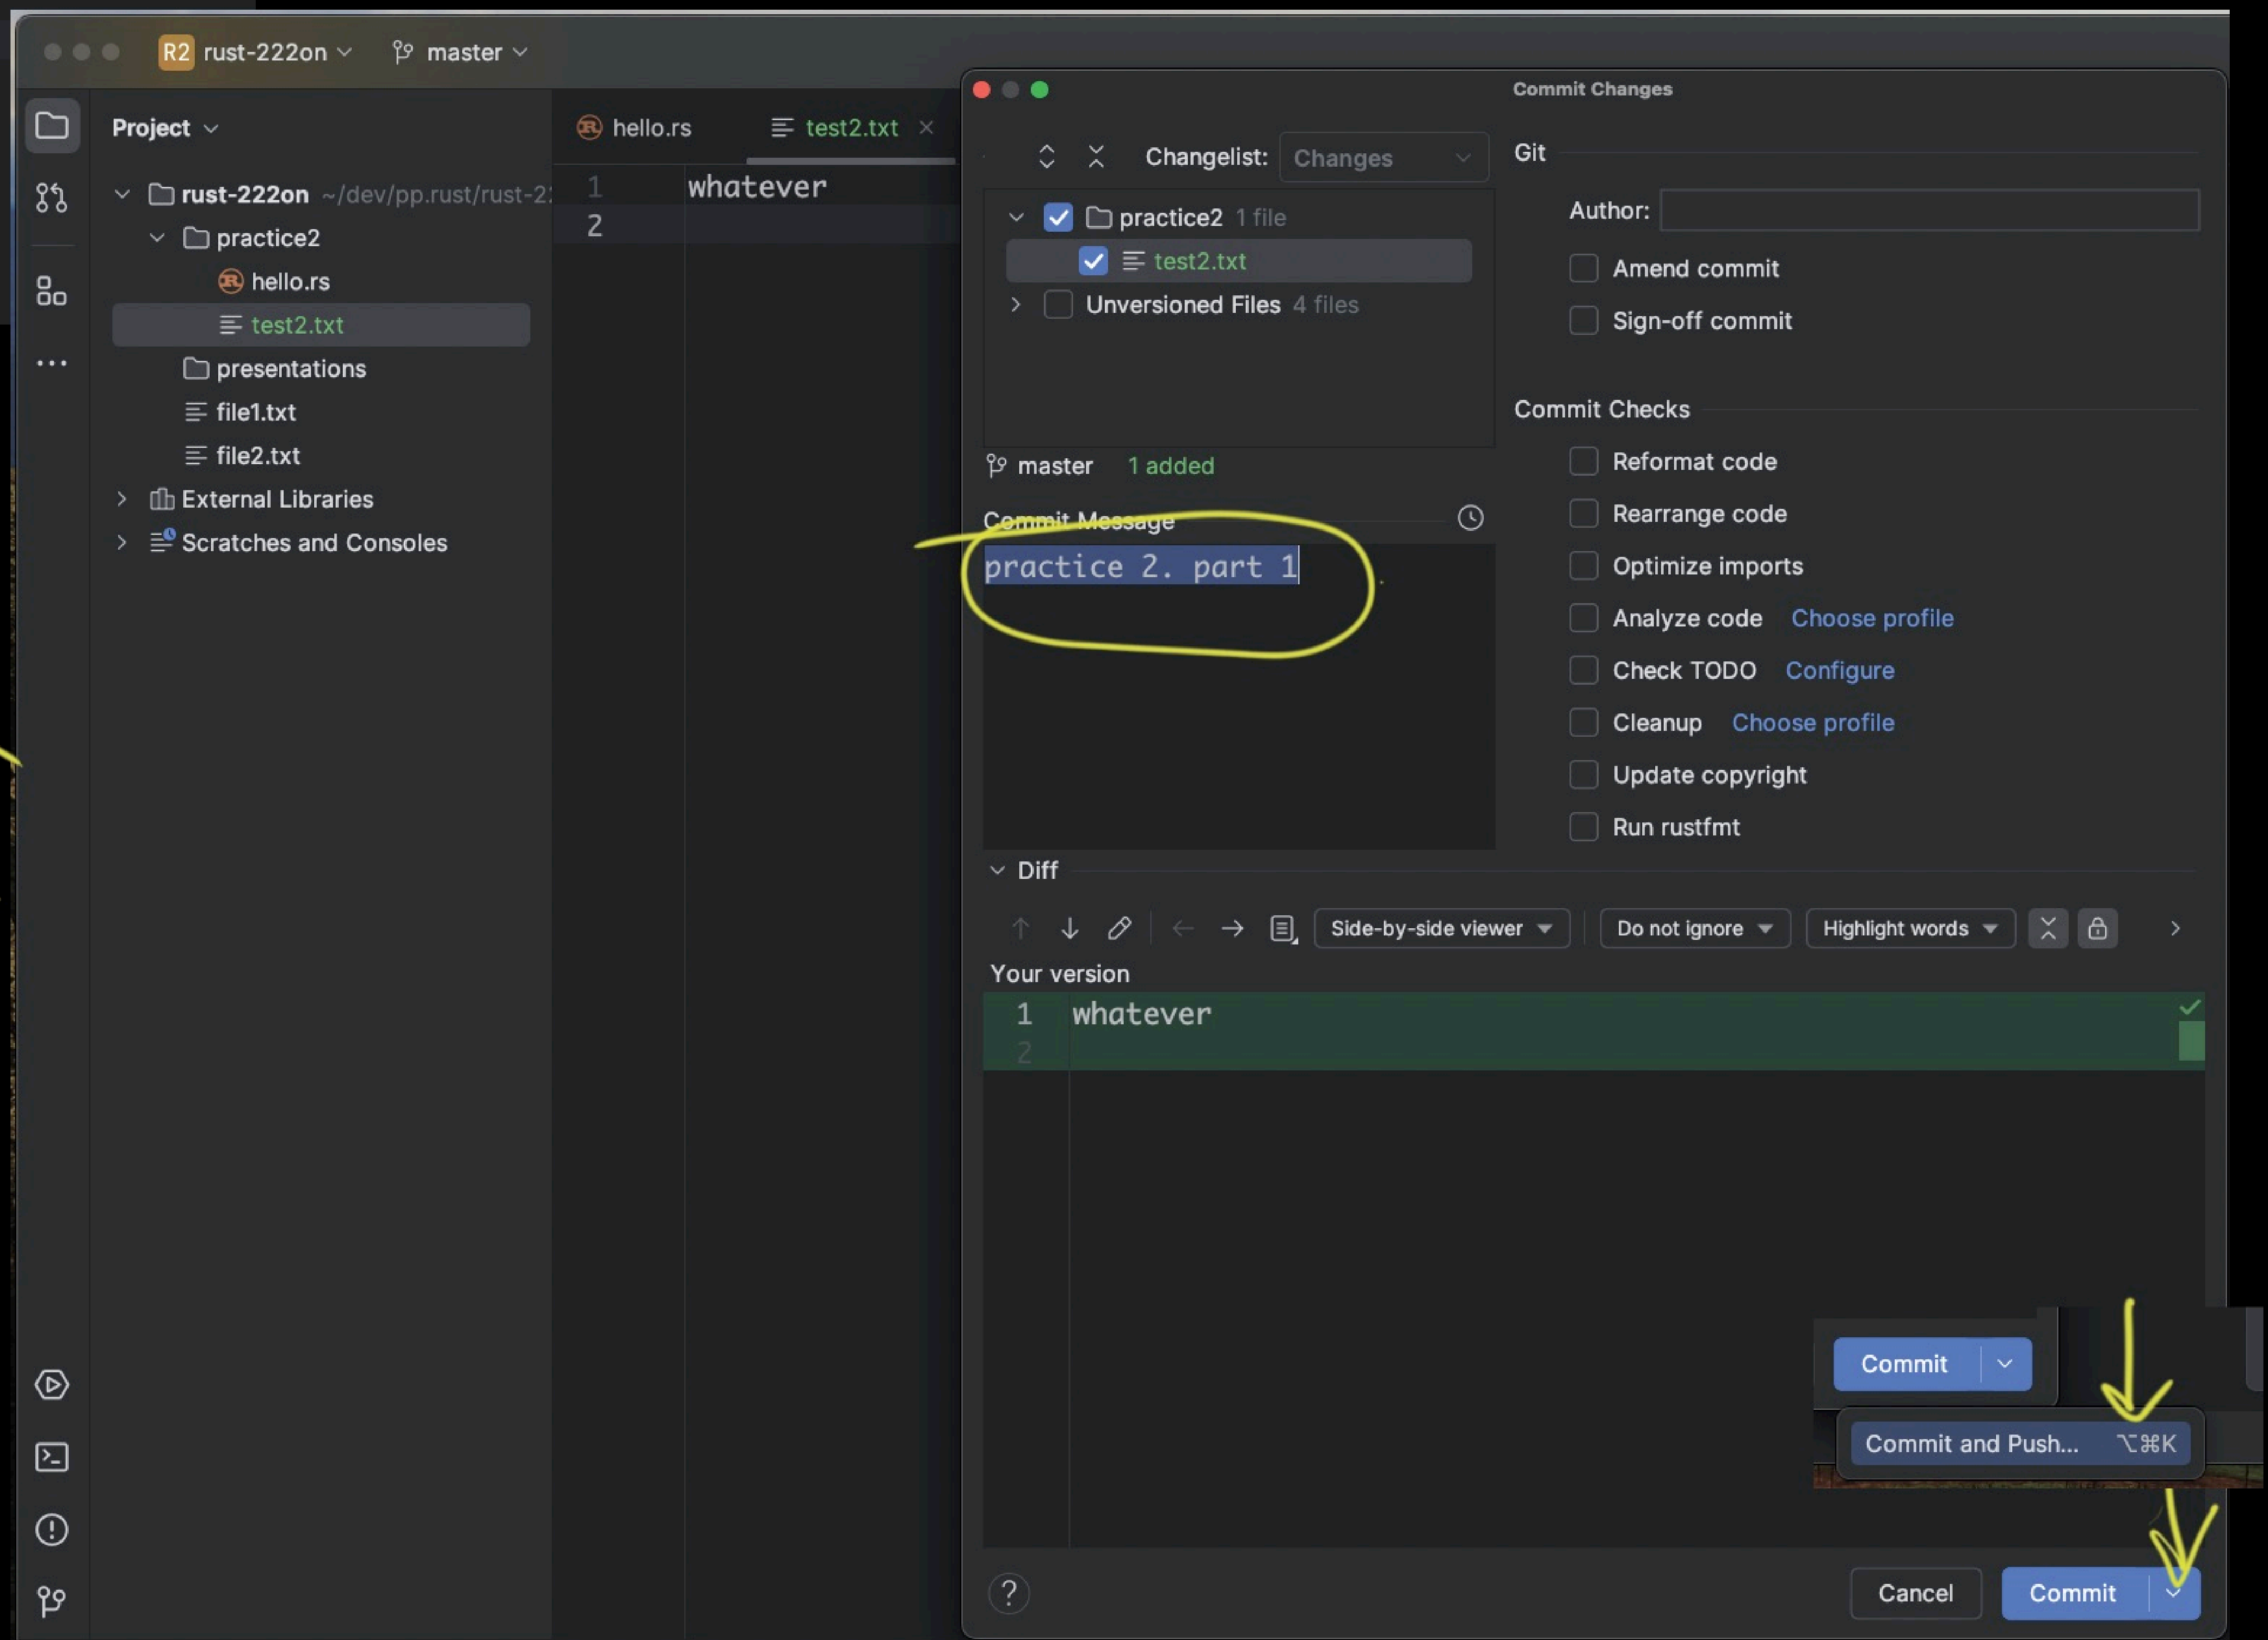 R2 rust-222on master
Project
rust-222on ~/dev/pp.rust/rust-22
practice2
hello.rs
test2.txt
presentations
file1.txt
file2.txt
External Libraries
Scratches and Consoles
hello.rs test2.txt
1 whatever
2
Commit Changes
Changelist: Changes
practice2 1 file
test2.txt
Unversioned Files 4 files
master 1 added
Commit Message
practice 2. part 1
Git
Author:
Amend commit
Sign-off commit
Commit Checks
Reformat code
Rearrange code
Optimize imports
Analyze code Choose profile
Check TODO Configure
Cleanup Choose profile
Update copyright
Run rustfmt
Diff
Side-by-side viewer Do not ignore Highlight words
Your version
1 whatever
2
Commit
Commit and Push... ⌥⌘K
? Cancel Commit